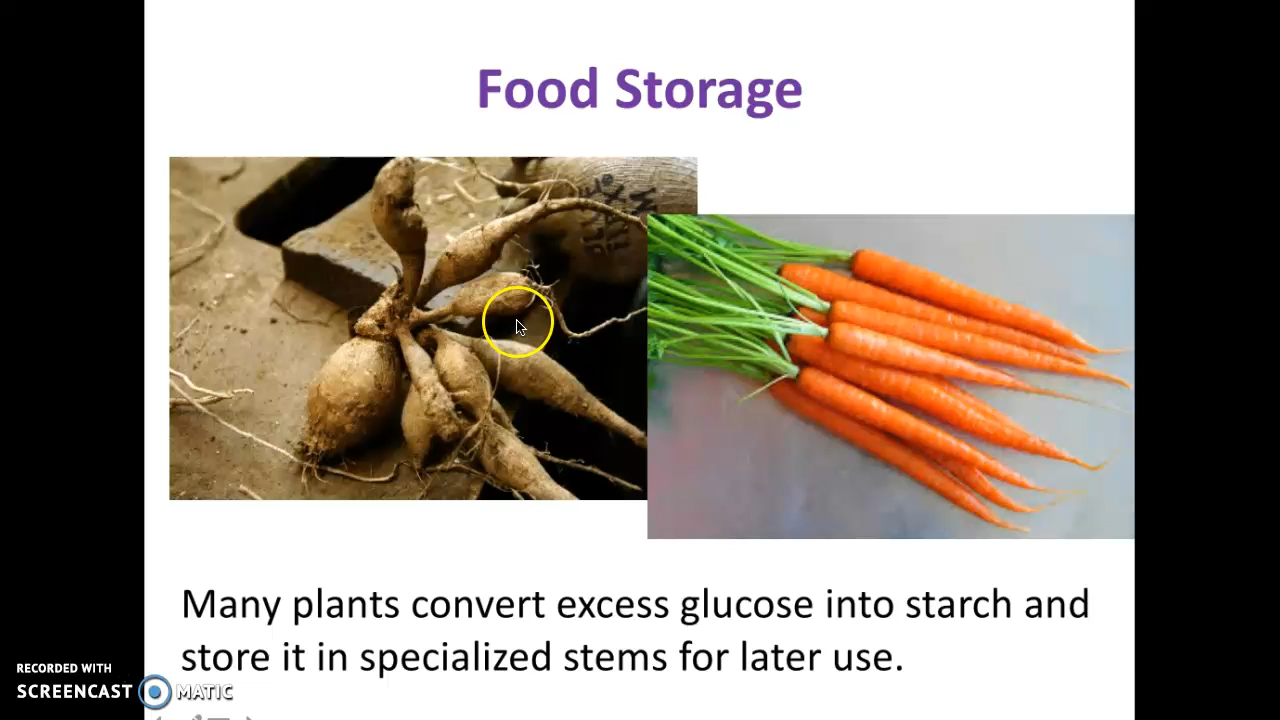 Food Storage
Many plants convert excess glucose into starch and
store it in specialized stems for later use.
RECORDED WITH
SCREENCAST MATIC